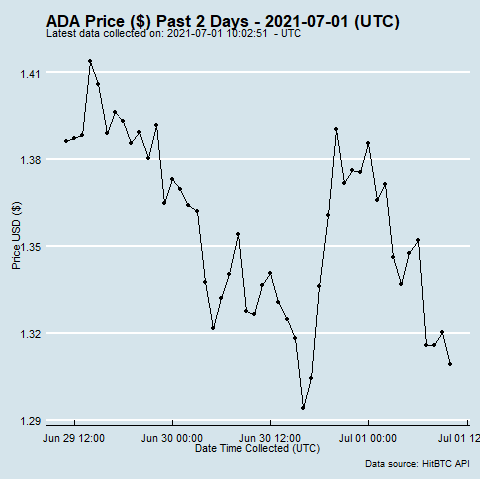 ADA Price ($) Past 2 Days - 2021-07-01 (UTC)
Latest data collected on: 2021-07-01 10:02:51 - UTC
1.41
1.38
1.35
1.32
1.29
Price USD ($)
Jun 29 12:00 Jun 30 00:00 Jun 30 12:00 Jul 01 00:00 Jul 01 12
Date Time Collected (UTC)
Data source: HitBTC API